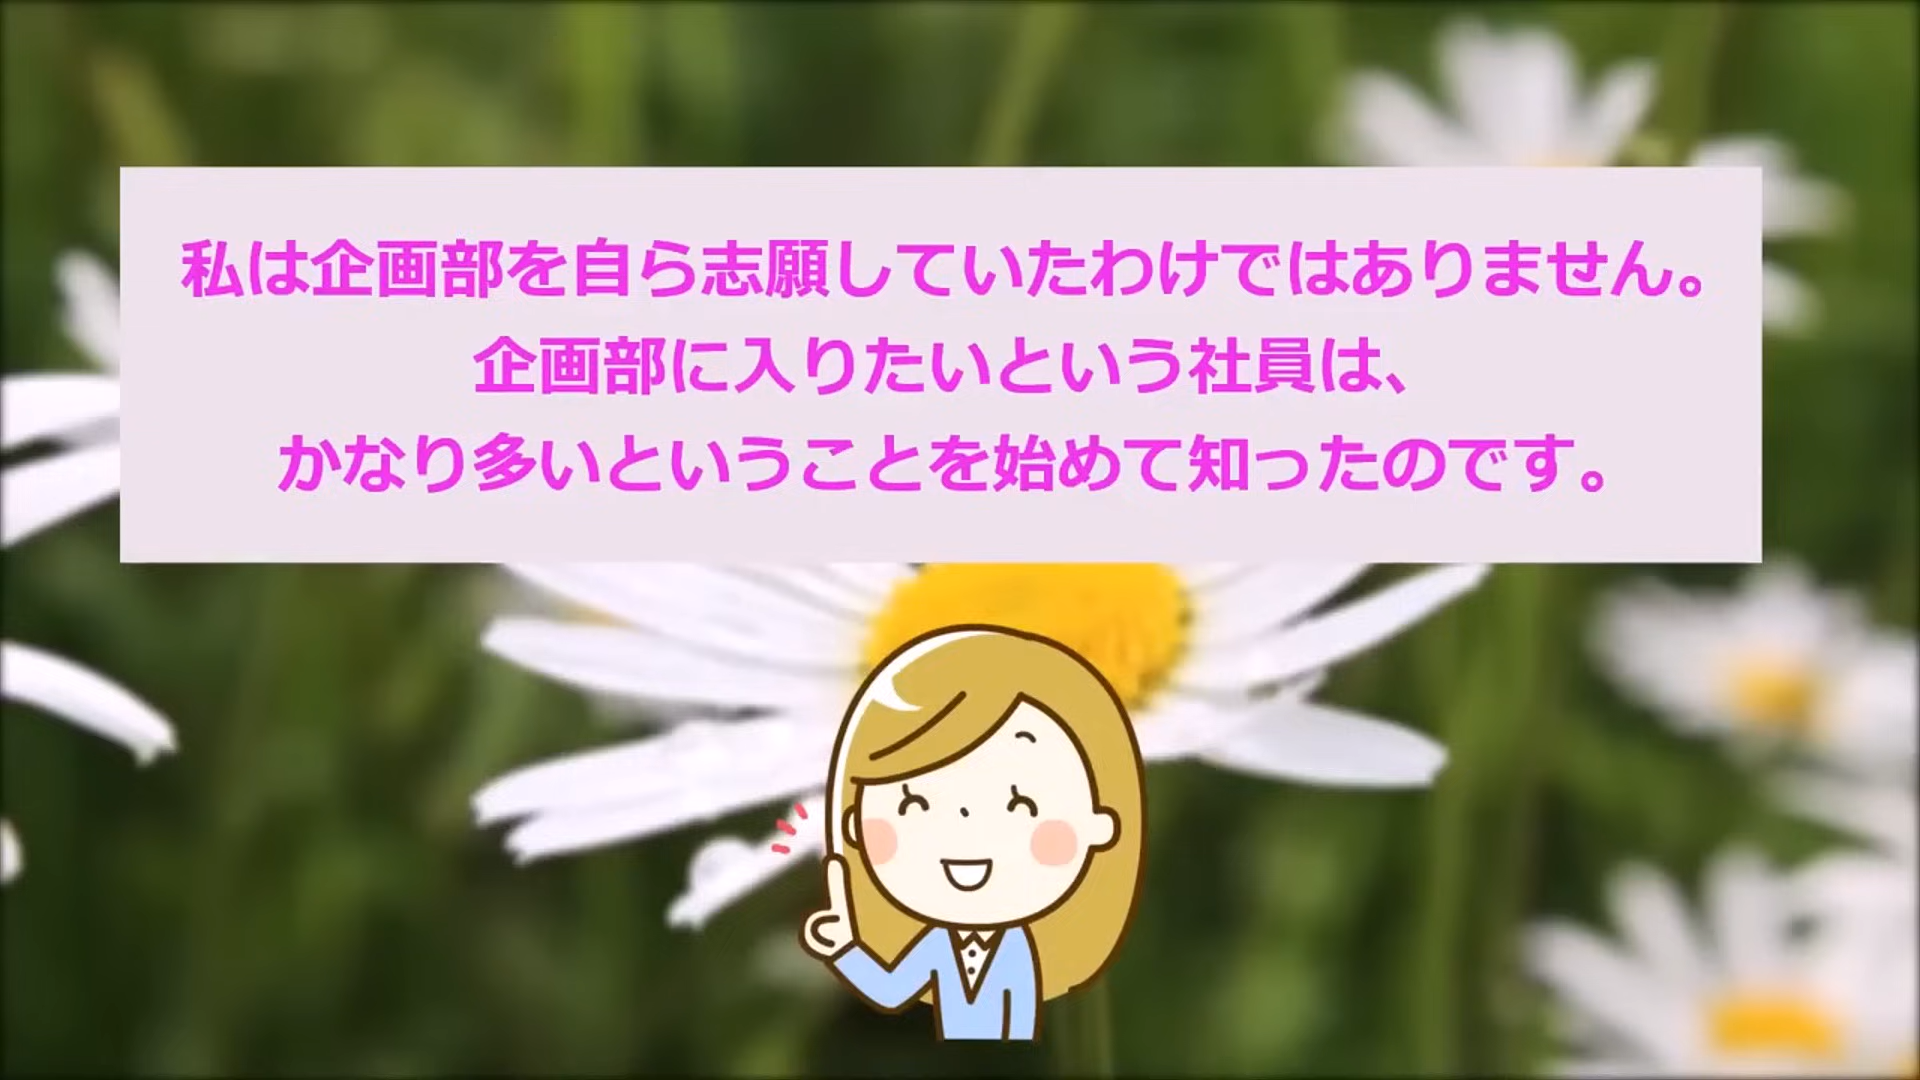 私は企画部を自ら志願していたわけではありません。
企画部に入りたいという社員は、
かなり多いということを始めて知ったのです。